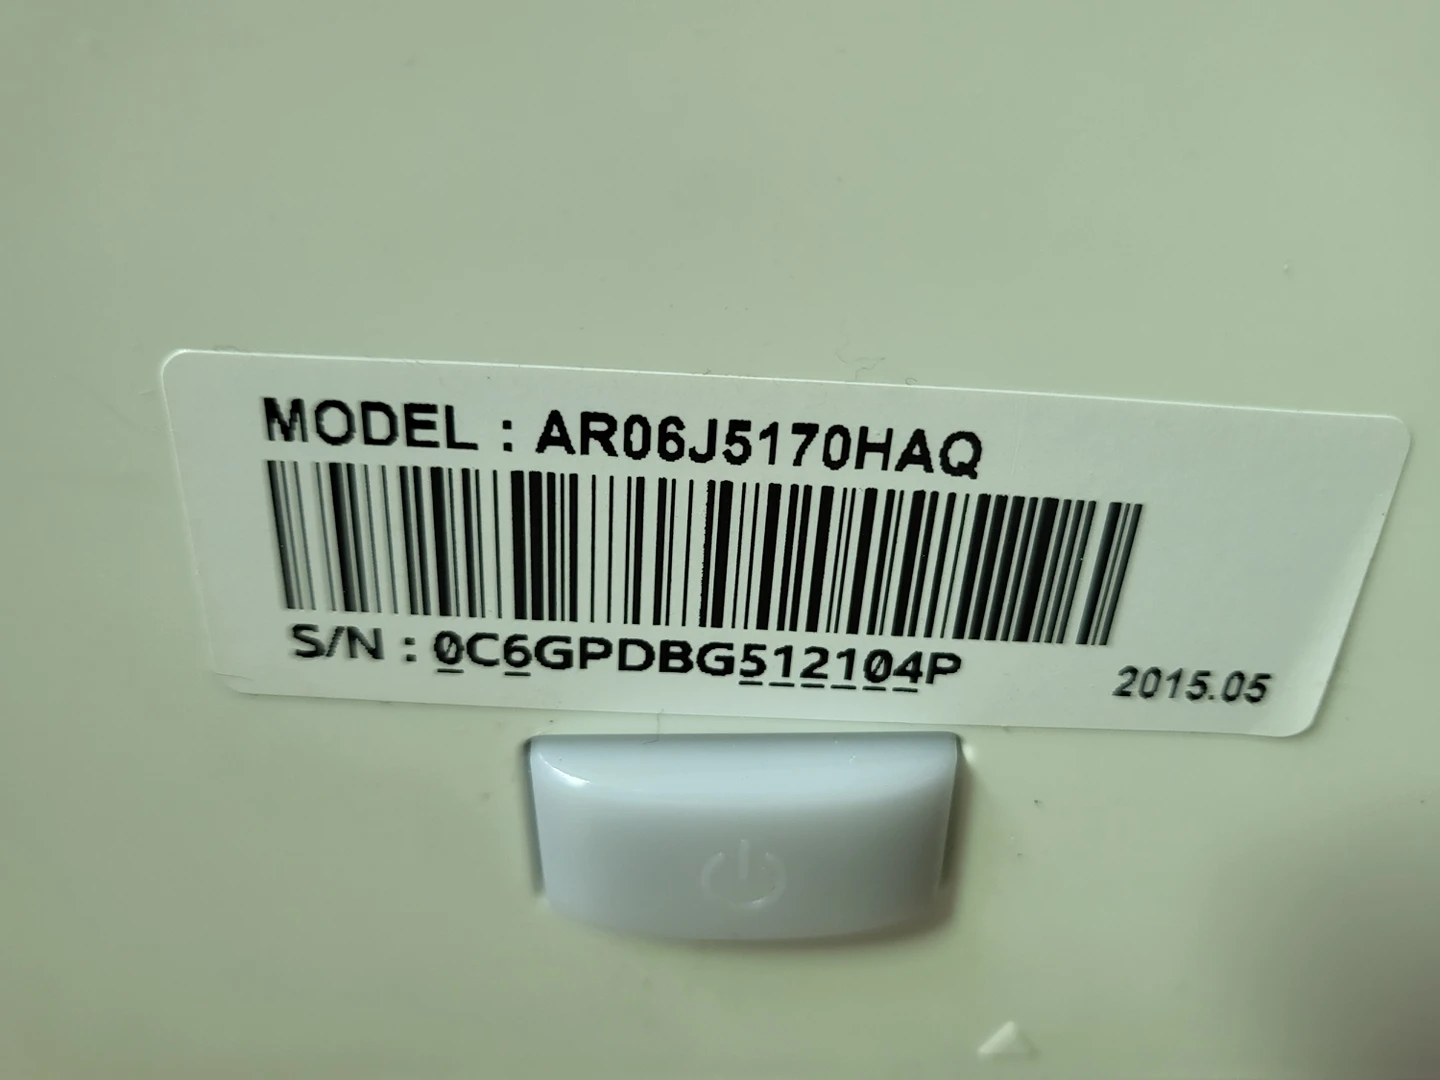 MODEL : AR06J5170HAQ
S/N : 0C6GPDBG512104P
2015.05